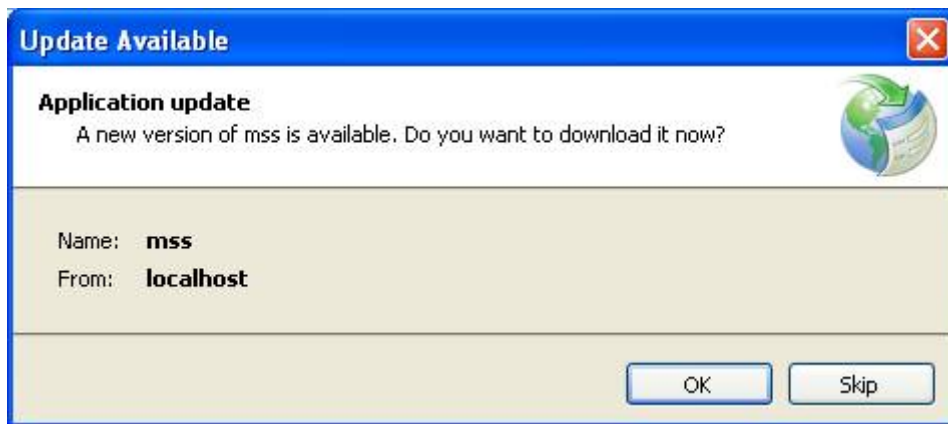 Update Available
Application update
A new version of mss is available. Do you want to download it now?
Name: mss
From: localhost
OK Skip